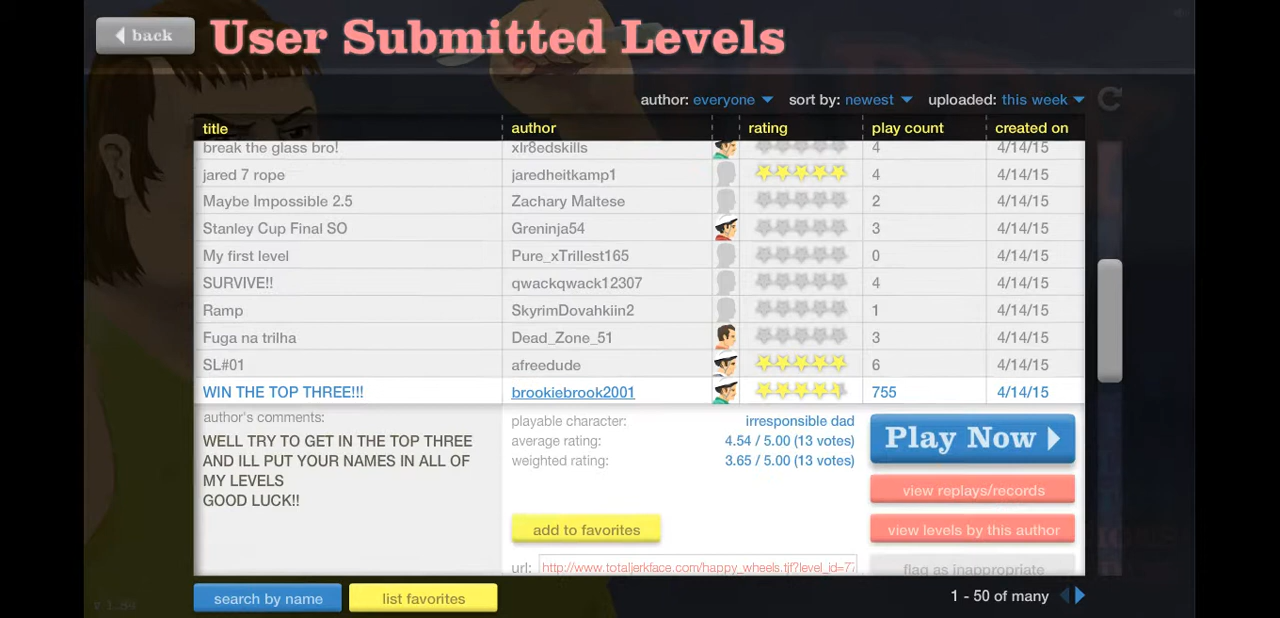 back
User Submitted Levels
author: everyone sort by: newest uploaded: this week
title author rating play count created on
break the glass bro! xlr8edskills 4 4/14/15
jared 7 rope jaredheitkamp1 4 4/14/15
Maybe Impossible 2.5 Zachary Maltese 2 4/14/15
Stanley Cup Final SO Greninja54 3 4/14/15
My first level Pure_xTrillest165 0 4/14/15
SURVIVE!! qwackqwack12307 4 4/14/15
Ramp SkyrimDovahkiin2 1 4/14/15
Fuga na trilha Dead_Zone_51 3 4/14/15
SL#01 afreedude 6 4/14/15
WIN THE TOP THREE!!! brookiebrook2001 755 4/14/15
author's comments:
WELL TRY TO GET IN THE TOP THREE
AND ILL PUT YOUR NAMES IN ALL OF
MY LEVELS
GOOD LUCK!!
playable character: irresponsible dad
average rating: 4.54 / 5.00 (13 votes)
weighted rating: 3.65 / 5.00 (13 votes)
add to favorites
url: http://www.totaljerkface.com/happy_wheels.tjf?level_id=77
Play Now
view replays/records
view levels by this author
flag as inappropriate
search by name list favorites 1 - 50 of many